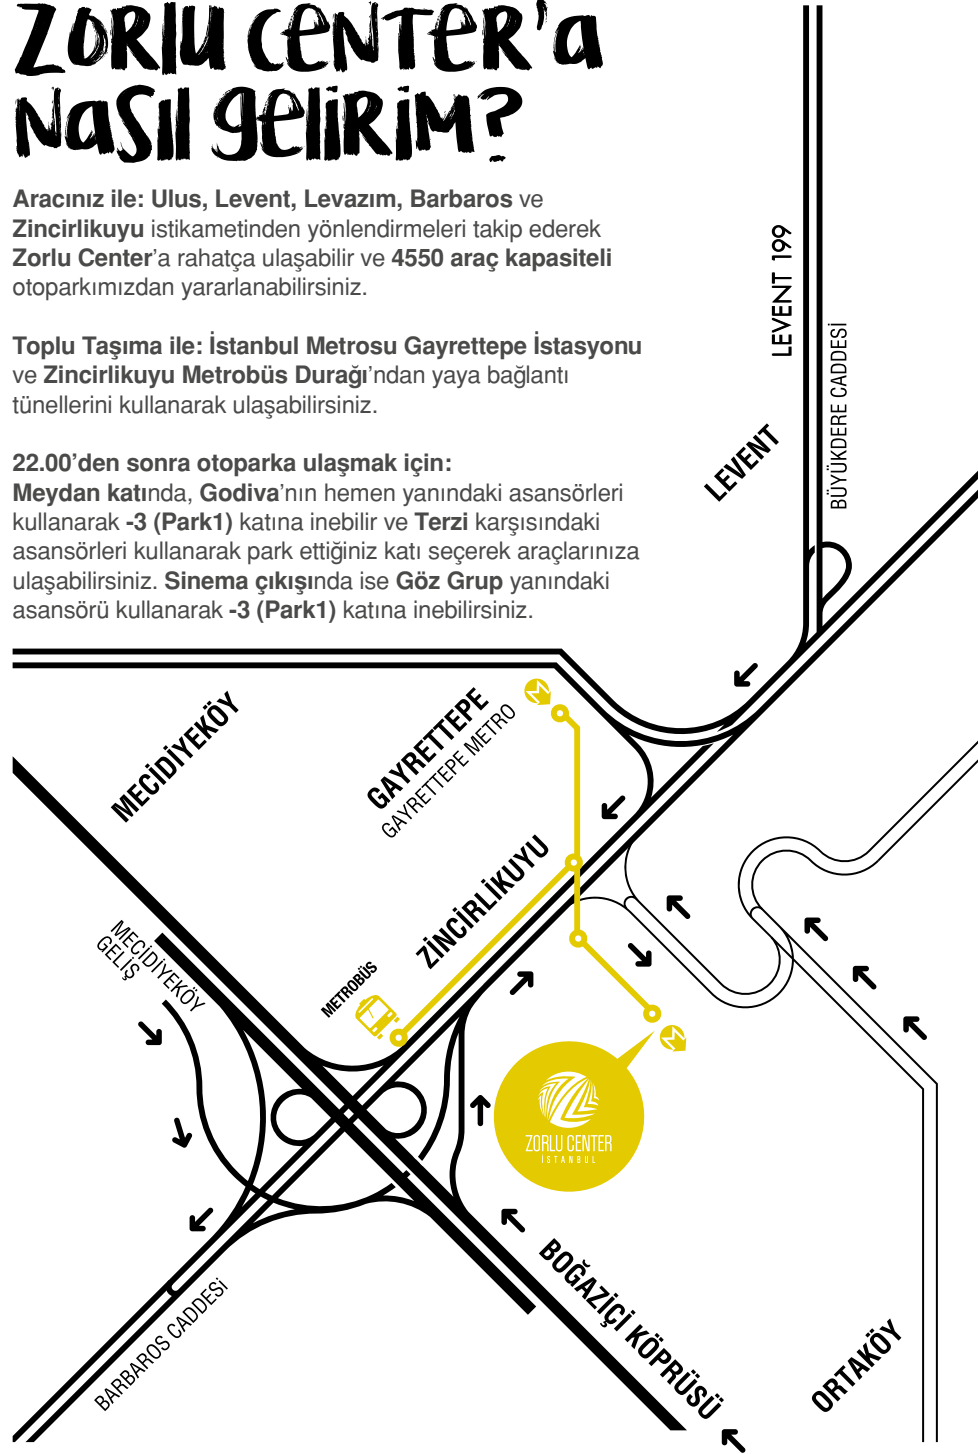 ZORlU CENTER'a
NaSIl gELİRİM?
Aracınız ile: Ulus, Levent, Levazım, Barbaros ve
Zincirlikuyu istikametinden yönlendirmeleri takip ederek
Zorlu Center'a rahatça ulaşabilir ve 4550 araç kapasiteli
otoparkımızdan yararlanabilirsiniz.
Toplu Taşıma ile: İstanbul Metrosu Gayrettepe İstasyonu
ve Zincirlikuyu Metrobüs Durağı'ndan yaya bağlantı
tünellerini kullanarak ulaşabilirsiniz.
22.00'den sonra otoparka ulaşmak için:
Meydan katında, Godiva'nın hemen yanındaki asansörleri
kullanarak -3 (Park1) katına inebilir ve Terzi karşısındaki
asansörleri kullanarak park ettiğiniz katı seçerek araçlarınıza
ulaşabilirsiniz. Sinema çıkışında ise Göz Grup yanındaki
asansörü kullanarak -3 (Park1) katına inebilirsiniz.
LEVENT 199
BÜYÜKDERE CADDESİ
LEVENT
MECİDİYEKÖY
GAYRETTEPE
GAYRETTEPE METRO
M
ZİNCİRLİKUYU
MECİDİYEKÖY
GELİŞ
METROBÜS
M
ZORLU CENTER
İSTANBUL
BOĞAZİÇİ KÖPRÜSÜ
BARBAROS CADDESİ
ORTAKÖY